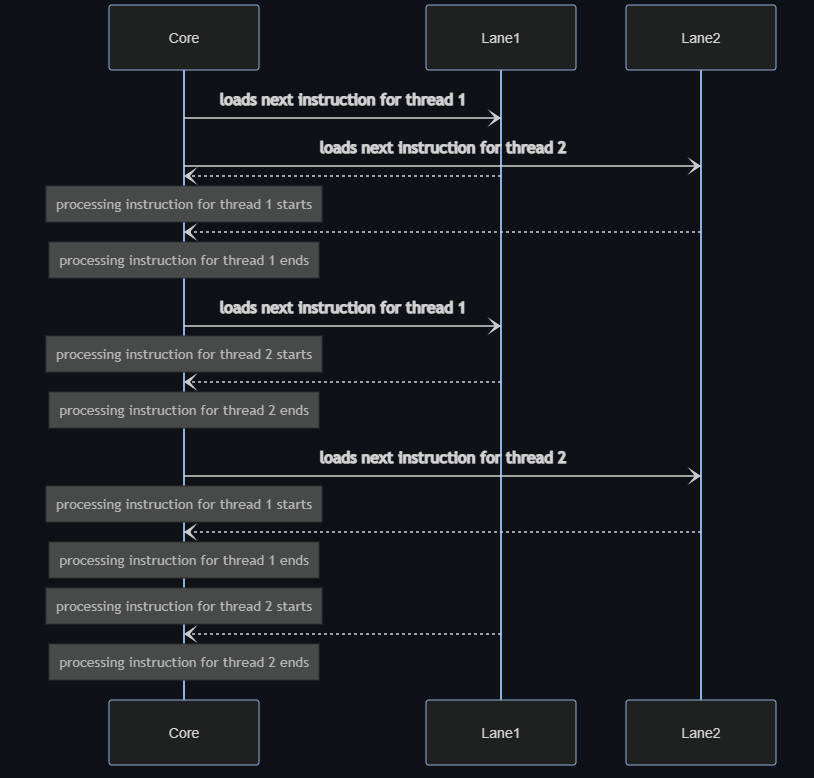 Core
Lane1
Lane2
loads next instruction for thread 1
loads next instruction for thread 2
processing instruction for thread 1 starts
processing instruction for thread 1 ends
loads next instruction for thread 1
processing instruction for thread 2 starts
processing instruction for thread 2 ends
loads next instruction for thread 2
processing instruction for thread 1 starts
processing instruction for thread 1 ends
processing instruction for thread 2 starts
processing instruction for thread 2 ends
Core
Lane1
Lane2